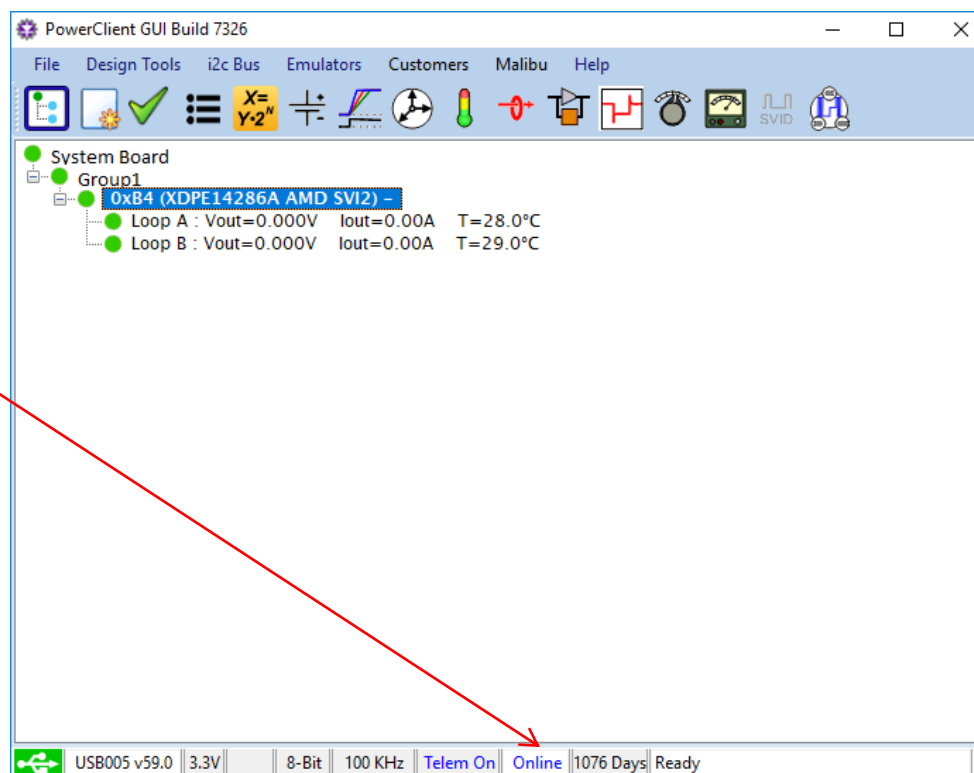 PowerClient GUI Build 7326
File Design Tools i2c Bus Emulators Customers Malibu Help
X=
Y·2ᴺ
SVID
System Board
Group1
0xB4 (XDPE14286A AMD SVI2) –
Loop A : Vout=0.000V Iout=0.00A T=28.0°C
Loop B : Vout=0.000V Iout=0.00A T=29.0°C
USB005 v59.0 3.3V 8-Bit 100 KHz Telem On Online 1076 Days Ready